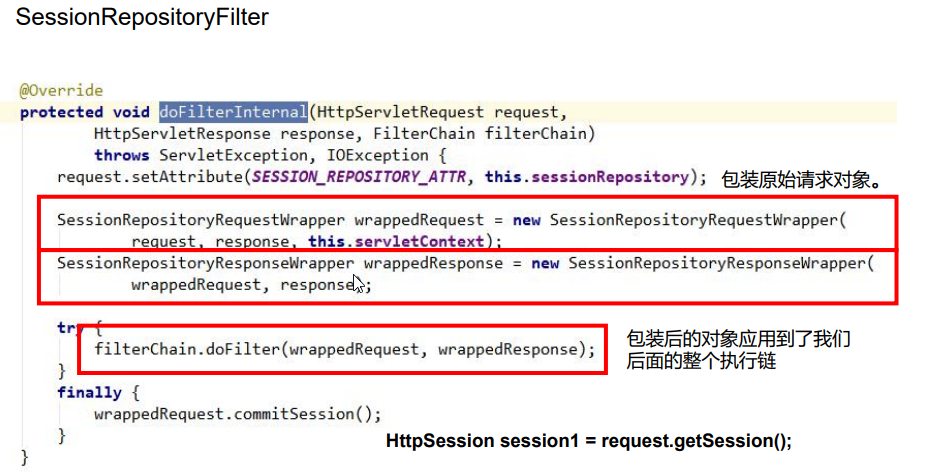 SessionRepositoryFilter
@Override
protected void doFilterInternal(HttpServletRequest request,
HttpServletResponse response, FilterChain filterChain)
throws ServletException, IOException {
request.setAttribute(SESSION_REPOSITORY_ATTR, this.sessionRepository);
包装原始请求对象。
SessionRepositoryRequestWrapper wrappedRequest = new SessionRepositoryRequestWrapper(
request, response, this.servletContext);
SessionRepositoryResponseWrapper wrappedResponse = new SessionRepositoryResponseWrapper(
wrappedRequest, response);
try {
filterChain.doFilter(wrappedRequest, wrappedResponse);
包装后的对象应用到了我们
后面的整个执行链
}
finally {
wrappedRequest.commitSession();
}
HttpSession session1 = request.getSession();
}